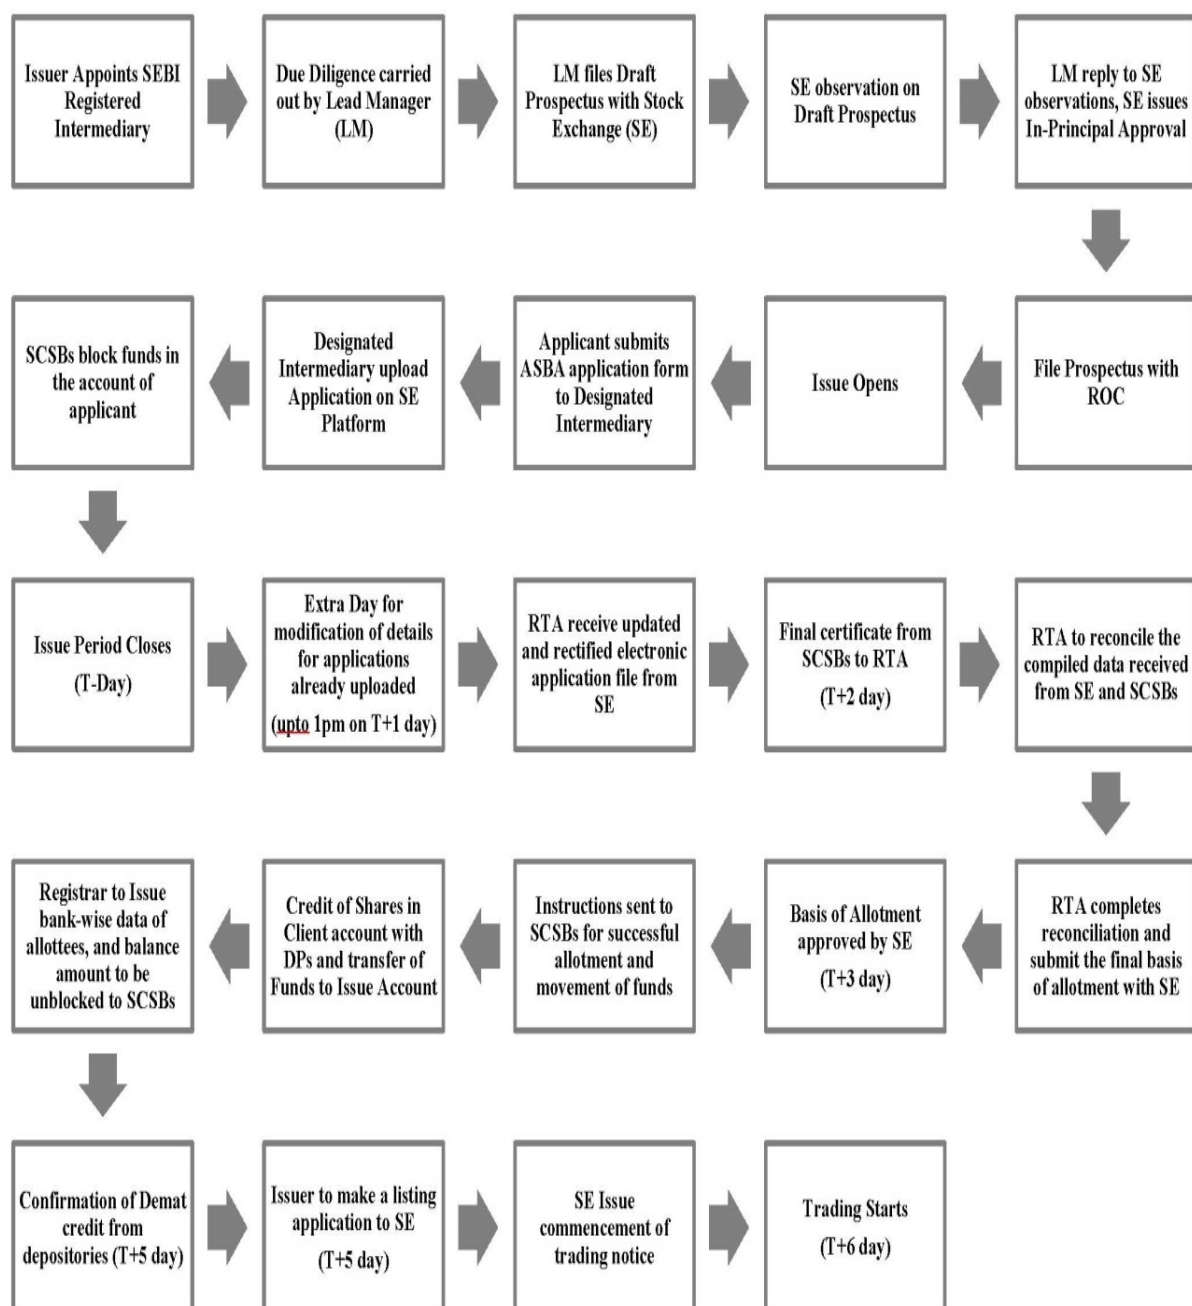 Issuer Appoints SEBI
Registered
Intermediary
Due Diligence carried
out by Lead Manager
(LM)
LM files Draft
Prospectus with Stock
Exchange (SE)
SE observation on
Draft Prospectus
LM reply to SE
observations, SE issues
In-Principal Approval
File Prospectus with
ROC
Issue Opens
Applicant submits
ASBA application form
to Designated
Intermediary
Designated
Intermediary upload
Application on SE
Platform
SCSBs block funds in
the account of
applicant
Issue Period Closes
(T-Day)
Extra Day for
modification of details
for applications
already uploaded
(upto 1pm on T+1 day)
RTA receive updated
and rectified electronic
application file from
SE
Final certificate from
SCSBs to RTA
(T+2 day)
RTA to reconcile the
compiled data received
from SE and SCSBs
RTA completes
reconciliation and
submit the final basis
of allotment with SE
Basis of Allotment
approved by SE
(T+3 day)
Instructions sent to
SCSBs for successful
allotment and
movement of funds
Credit of Shares in
Client account with
DPs and transfer of
Funds to Issue Account
Registrar to Issue
bank-wise data of
allottees, and balance
amount to be
unblocked to SCSBs
Confirmation of Demat
credit from
depositories (T+5 day)
Issuer to make a listing
application to SE
(T+5 day)
SE Issue
commencement of
trading notice
Trading Starts
(T+6 day)